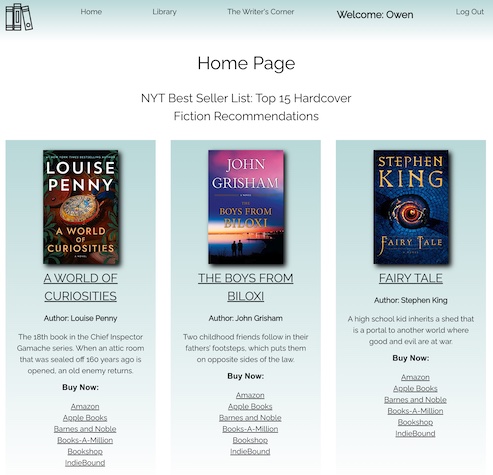 Home Library The Writer's Corner Welcome: Owen Log Out
Home Page
NYT Best Seller List: Top 15 Hardcover
Fiction Recommendations
LOUISE
PENNY
A WORLD
OF
CURIOSITIES
A NOVEL
A WORLD OF
CURIOSITIES
Author: Louise Penny
The 18th book in the Chief Inspector
Gamache series. When an attic room
that was sealed off 160 years ago is
opened, an old enemy returns.
Buy Now:
Amazon
Apple Books
Barnes and Noble
Books-A-Million
Bookshop
IndieBound
JOHN
GRISHAM
THE
BOYS FROM
BILOXI
THE BOYS FROM
BILOXI
Author: John Grisham
Two childhood friends follow in their
fathers' footsteps, which puts them
on opposite sides of the law.
Buy Now:
Amazon
Apple Books
Barnes and Noble
Books-A-Million
Bookshop
IndieBound
STEPHEN
KING
FAIRY TALE
FAIRY TALE
Author: Stephen King
A high school kid inherits a shed that
is a portal to another world where
good and evil are at war.
Buy Now:
Amazon
Apple Books
Barnes and Noble
Books-A-Million
Bookshop
IndieBound